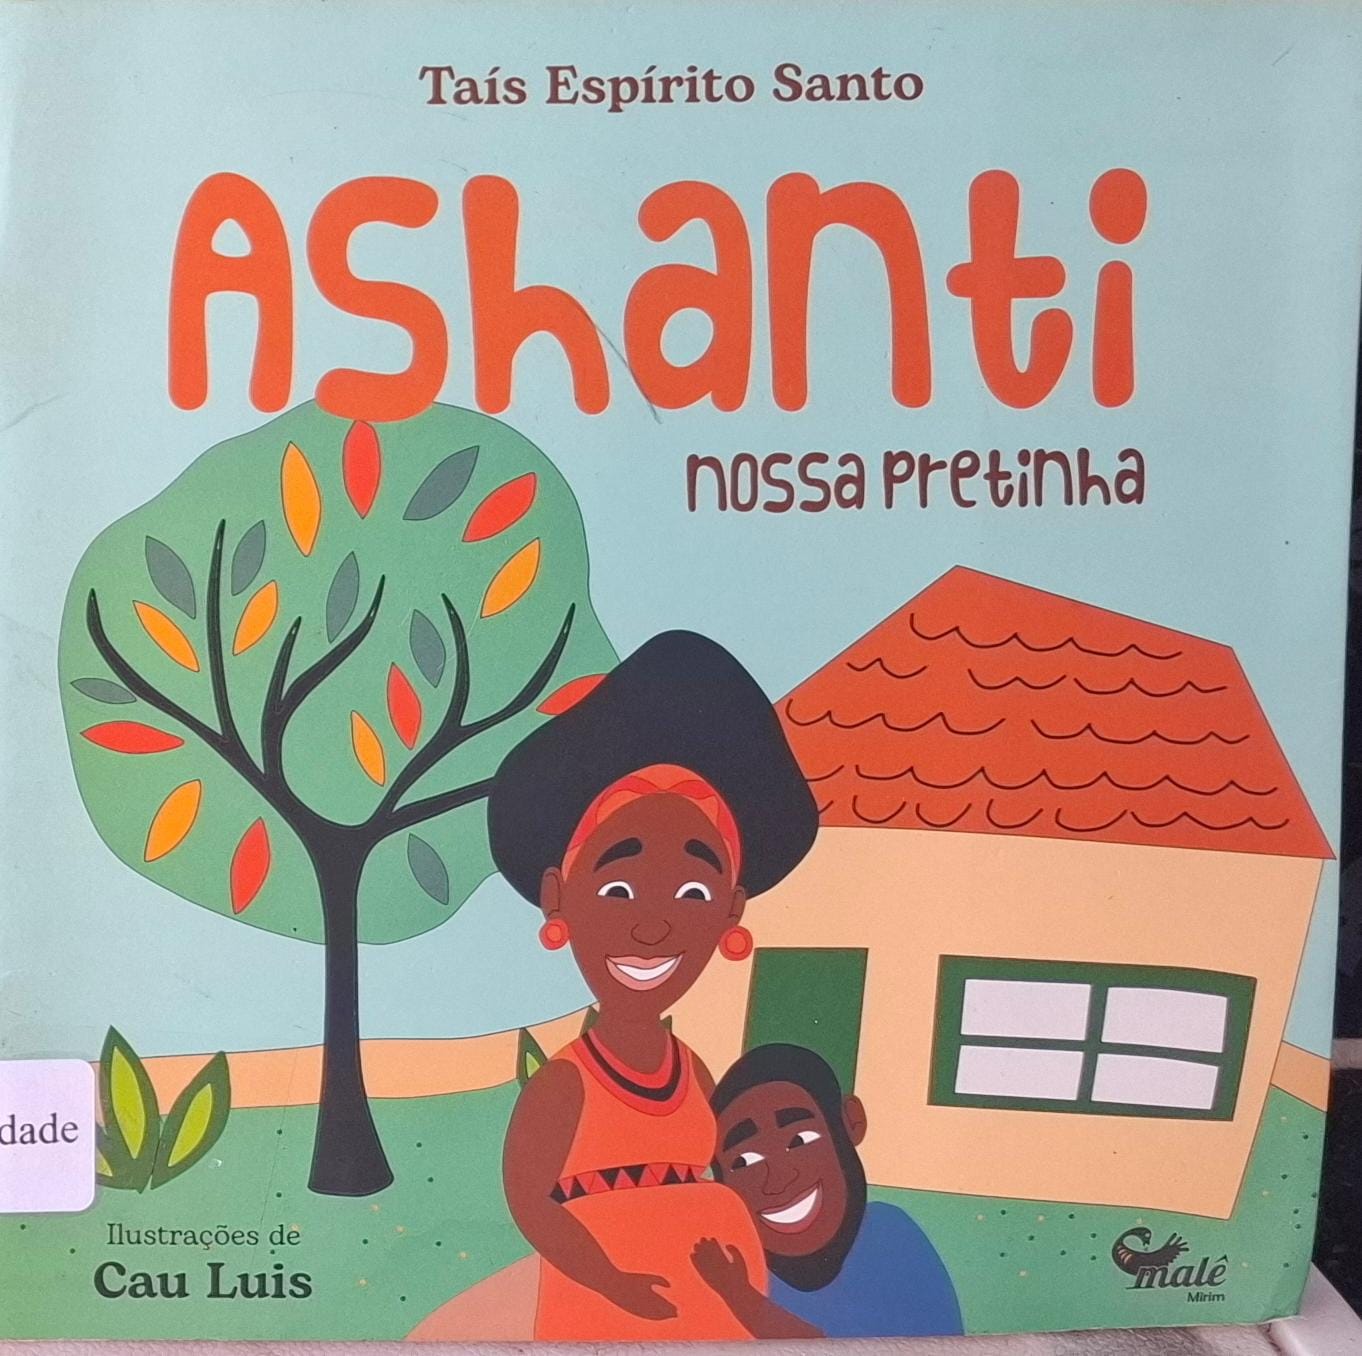 Taís Espírito Santo
Ashanti
nossa pretinha
dade
Ilustrações de
Cau Luis
malê
Mirim